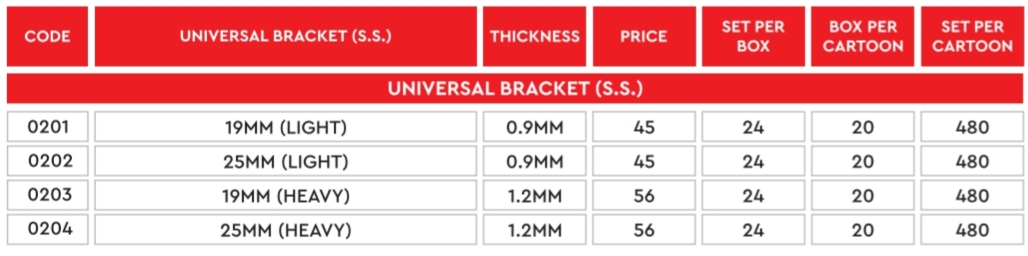 CODE UNIVERSAL BRACKET (S.S.) THICKNESS PRICE SET PER BOX BOX PER CARTOON SET PER CARTOON
UNIVERSAL BRACKET (S.S.)
0201 19MM (LIGHT) 0.9MM 45 24 20 480
0202 25MM (LIGHT) 0.9MM 45 24 20 480
0203 19MM (HEAVY) 1.2MM 56 24 20 480
0204 25MM (HEAVY) 1.2MM 56 24 20 480